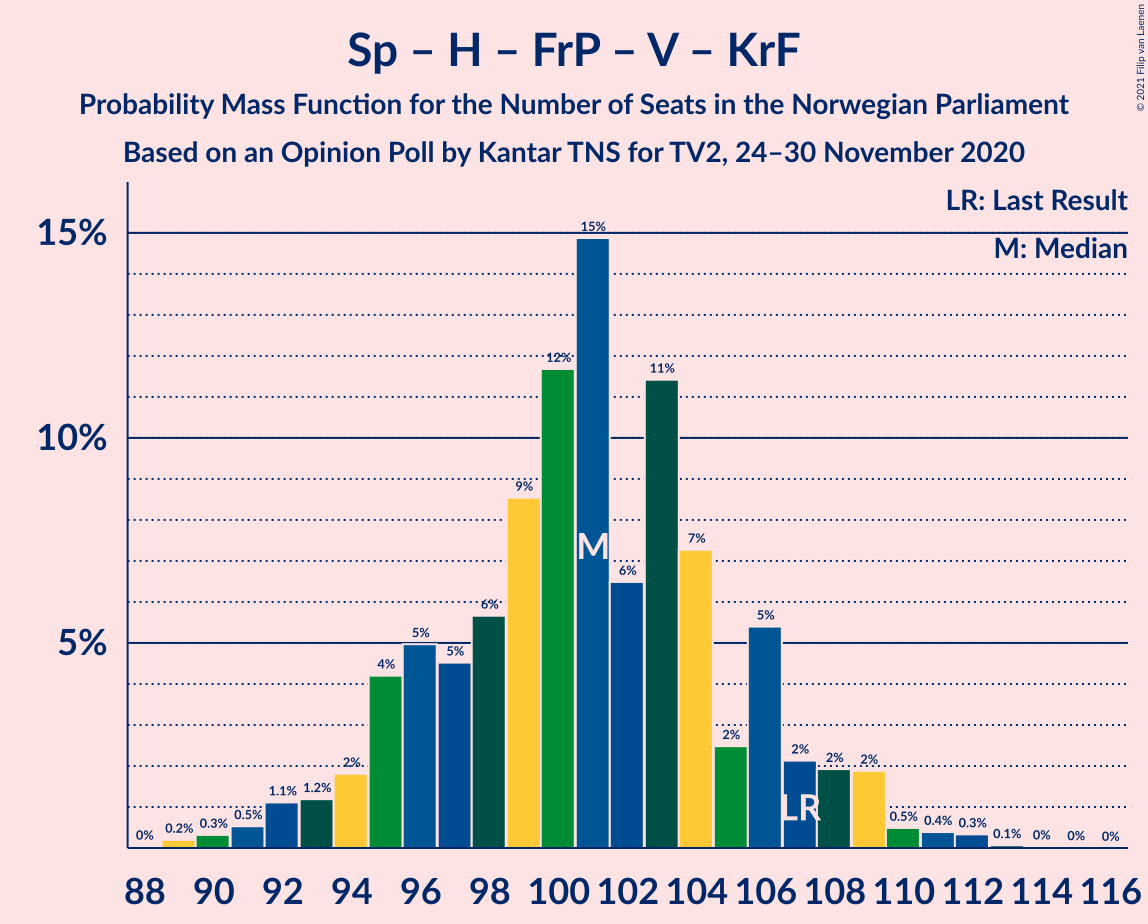 Sp – H – FrP – V – KrF
Probability Mass Function for the Number of Seats in the Norwegian Parliament
Based on an Opinion Poll by Kantar TNS for TV2, 24–30 November 2020
© 2021 Filip van Laenen
LR: Last Result
M: Median
15%
10%
5%
0% 0.2% 0.3% 0.5% 1.1% 1.2% 2% 4% 5% 5% 6% 9% 12% 15% 6% 11% 7% 2% 5% 2% 2% 2% 0.5% 0.4% 0.3% 0.1% 0% 0% 0%
M
LR
88 90 92 94 96 98 100 102 104 106 108 110 112 114 116